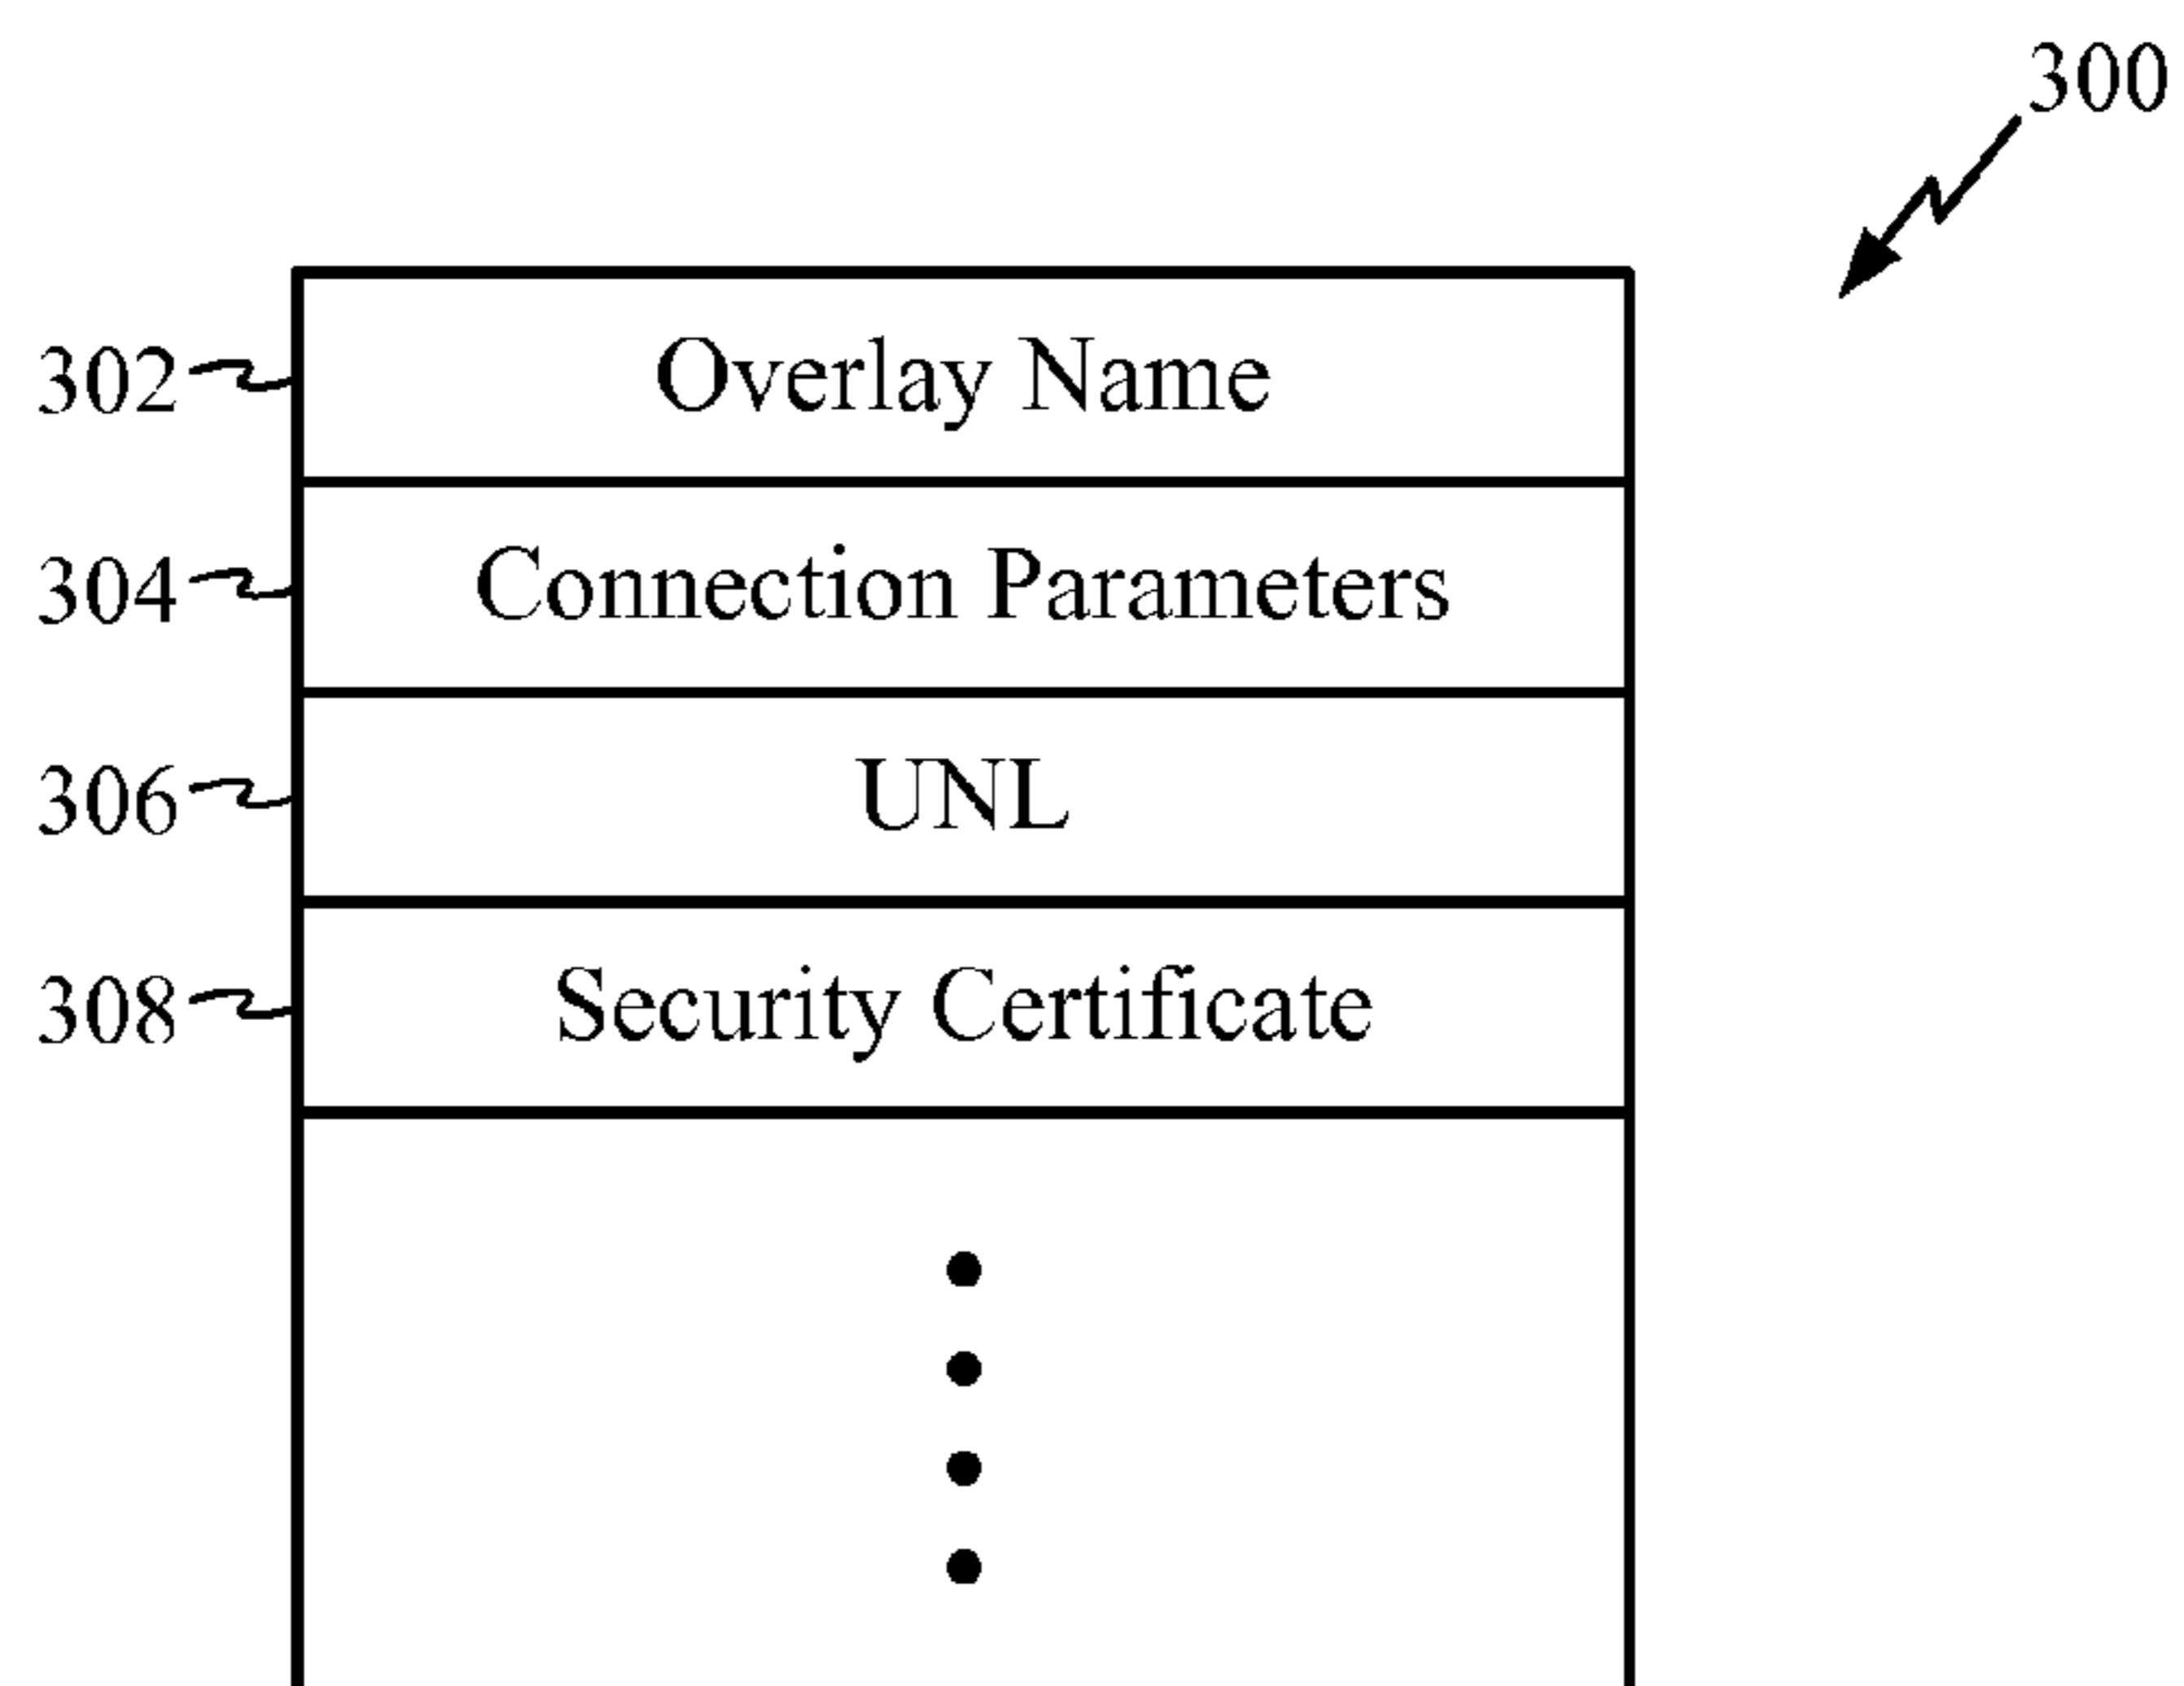 300
302 Overlay Name
304 Connection Parameters
306 UNL
308 Security Certificate